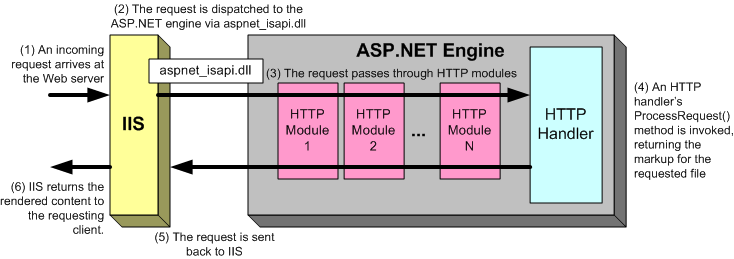 (2) The request is dispatched to the
ASP.NET engine via aspnet_isapi.dll
(1) An incoming
request arrives at
the Web server
ASP.NET Engine
aspnet_isapi.dll
(3) The request passes through HTTP modules
IIS
HTTP
Module
1
HTTP
Module
2
...
HTTP
Module
N
HTTP
Handler
(4) An HTTP
handler's
ProcessRequest()
method is invoked,
returning the
markup for the
requested file
(6) IIS returns the
rendered content to
the requesting
client.
(5) The request is sent
back to IIS